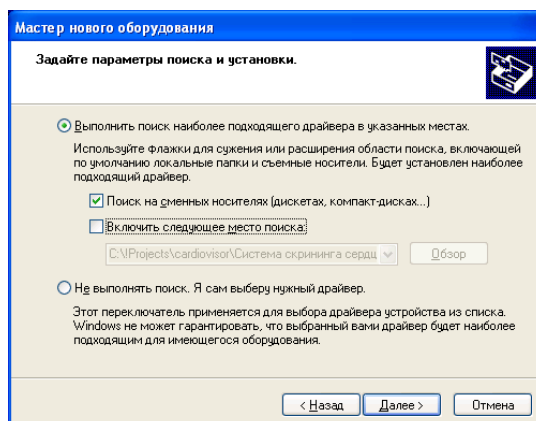 Мастер нового оборудования
Задайте параметры поиска и установки.
Выполнить поиск наиболее подходящего драйвера в указанных местах.
Используйте флажки для сужения или расширения области поиска, включающей
по умолчанию локальные папки и съемные носители. Будет установлен наиболее
подходящий драйвер.
Поиск на сменных носителях (дискетах, компакт-дисках...)
Включить следующее место поиска:
C:\!Projects\cardiovisor\Система скрининга сердц
Обзор
Не выполнять поиск. Я сам выберу нужный драйвер.
Этот переключатель применяется для выбора драйвера устройства из списка.
Windows не может гарантировать, что выбранный вами драйвер будет наиболее
подходящим для имеющегося оборудования.
< Назад Далее > Отмена